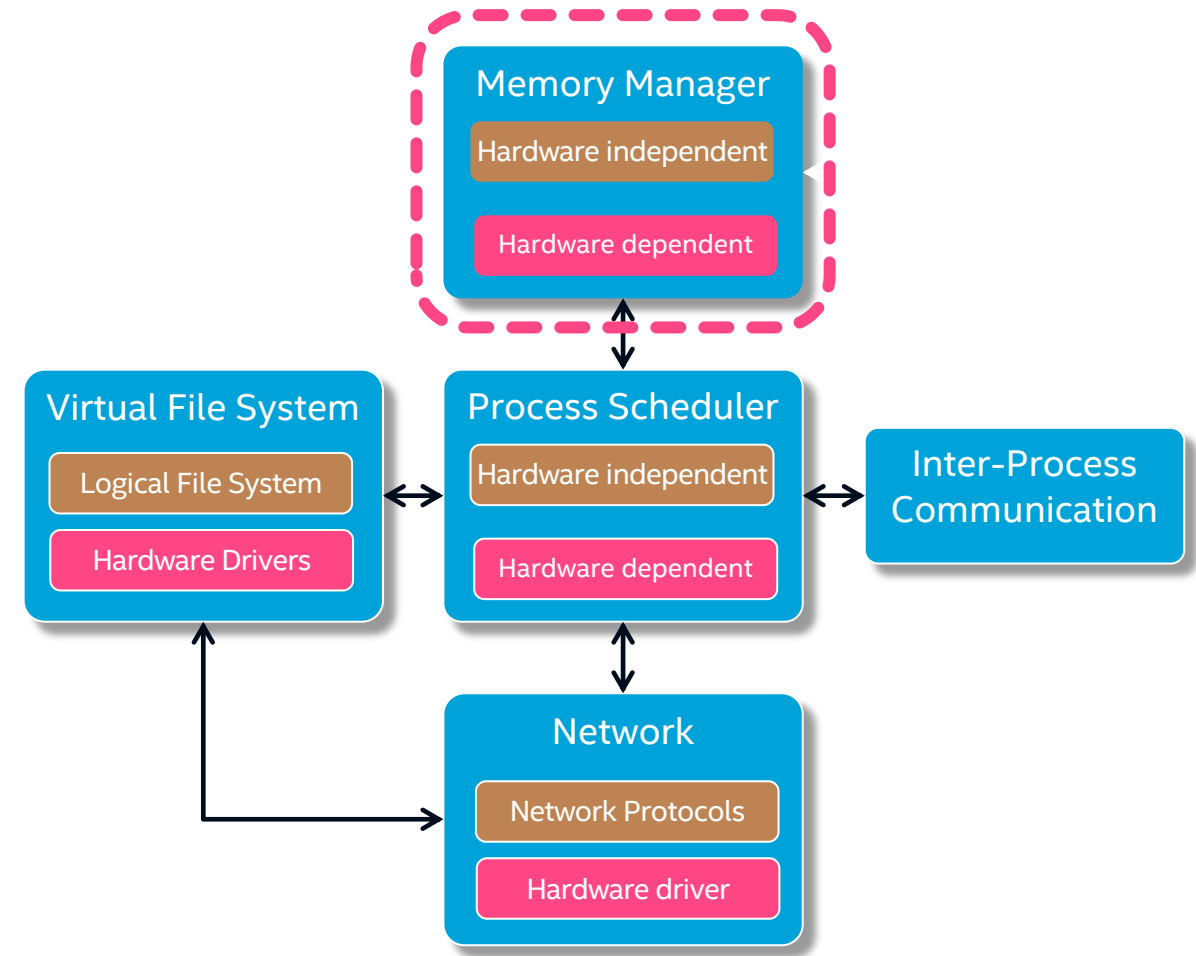 Memory Manager
Hardware independent
Hardware dependent
Virtual File System
Logical File System
Hardware Drivers
Process Scheduler
Hardware independent
Hardware dependent
Inter-Process
Communication
Network
Network Protocols
Hardware driver